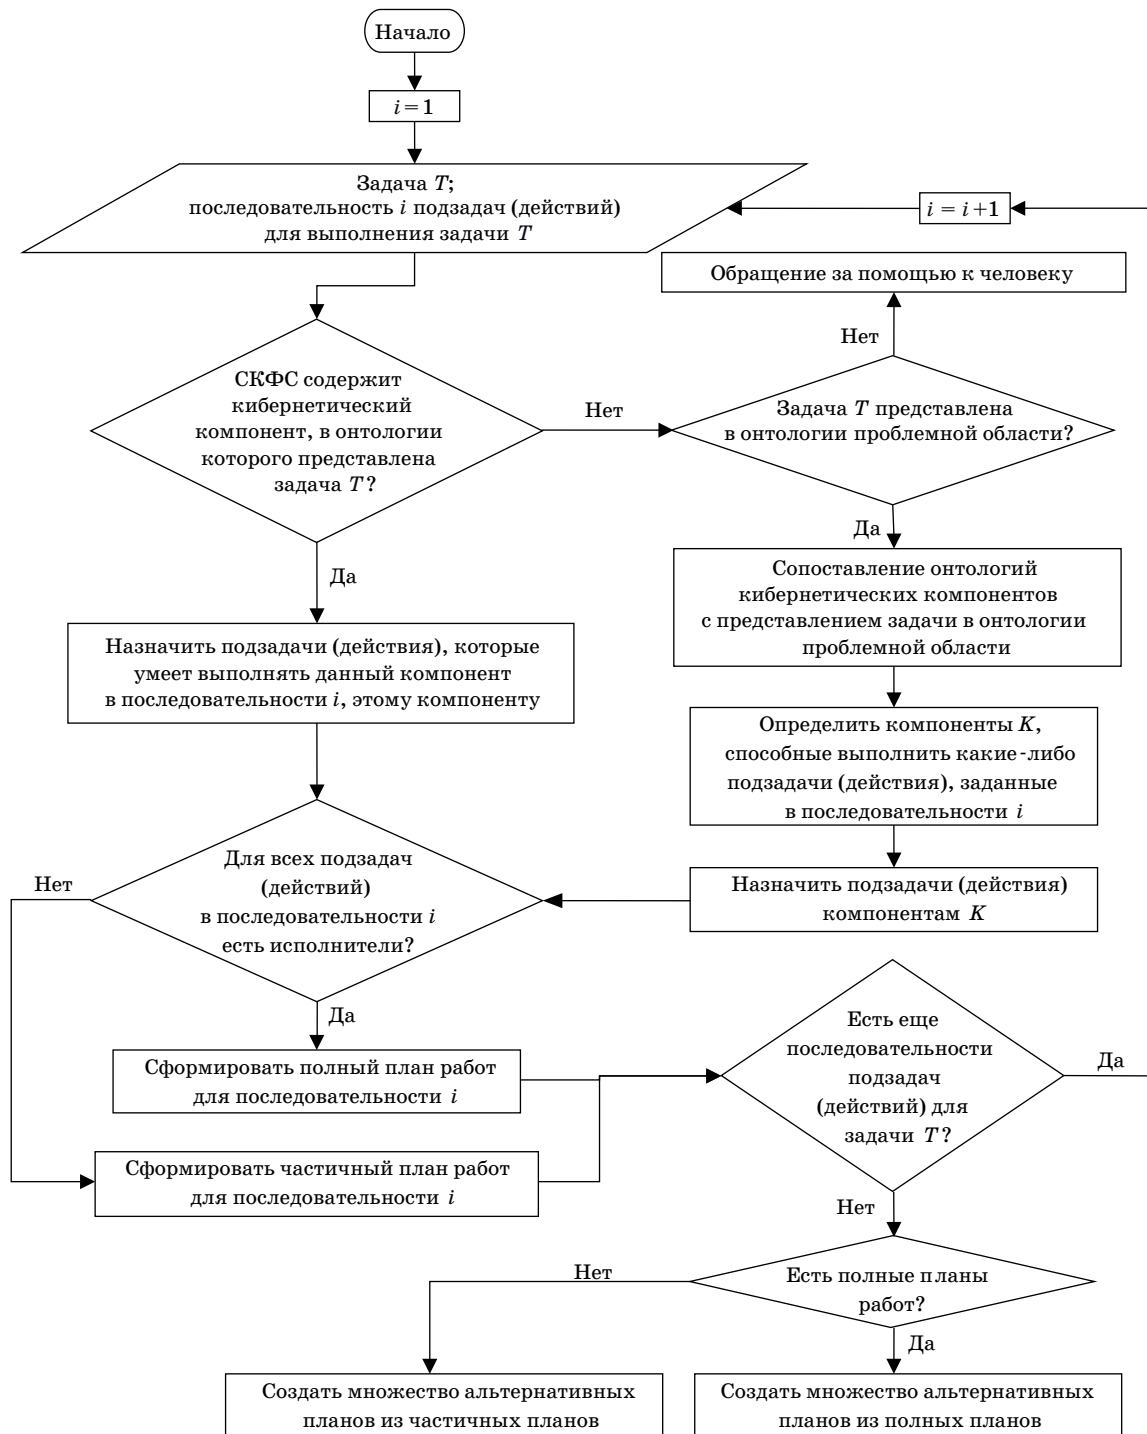 Начало
i = 1
Задача T;
последовательность i подзадач (действий)
для выполнения задачи T
i = i+1
Обращение за помощью к человеку
Нет
СКФС содержит
кибернетический
компонент, в онтологии
которого представлена
задача T?
Нет
Задача T представлена
в онтологии проблемной области?
Да
Да
Сопоставление онтологий
кибернетических компонентов
с представлением задачи в онтологии
проблемной области
Назначить подзадачи (действия), которые
умеет выполнять данный компонент
в последовательности i, этому компоненту
Определить компоненты K,
способные выполнить какие-либо
подзадачи (действия), заданные
в последовательности i
Для всех подзадач
(действий)
в последовательности i
есть исполнители?
Нет
Назначить подзадачи (действия)
компонентам K
Да
Есть еще
последовательности
подзадач
(действий) для
задачи T?
Да
Сформировать полный план работ
для последовательности i
Сформировать частичный план работ
для последовательности i
Нет
Есть полные планы
работ?
Нет
Да
Создать множество альтернативных
планов из частичных планов
Создать множество альтернативных
планов из полных планов